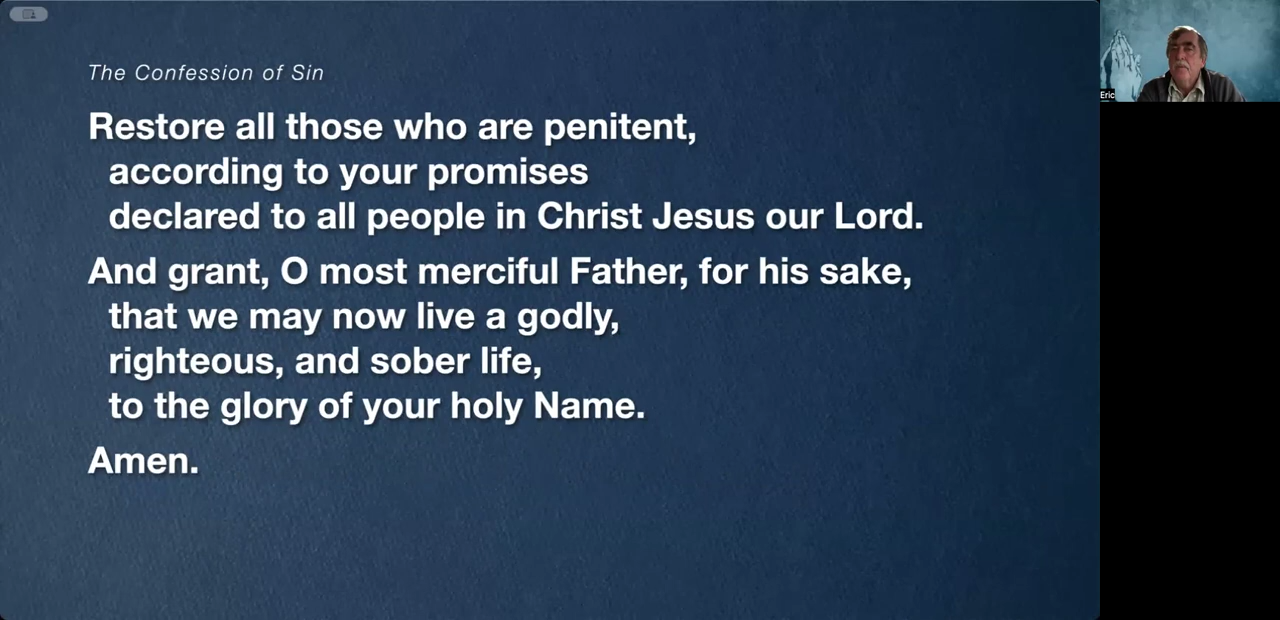 The Confession of Sin
Restore all those who are penitent,
according to your promises
declared to all people in Christ Jesus our Lord.
And grant, O most merciful Father, for his sake,
that we may now live a godly,
righteous, and sober life,
to the glory of your holy Name.
Amen.
Eric